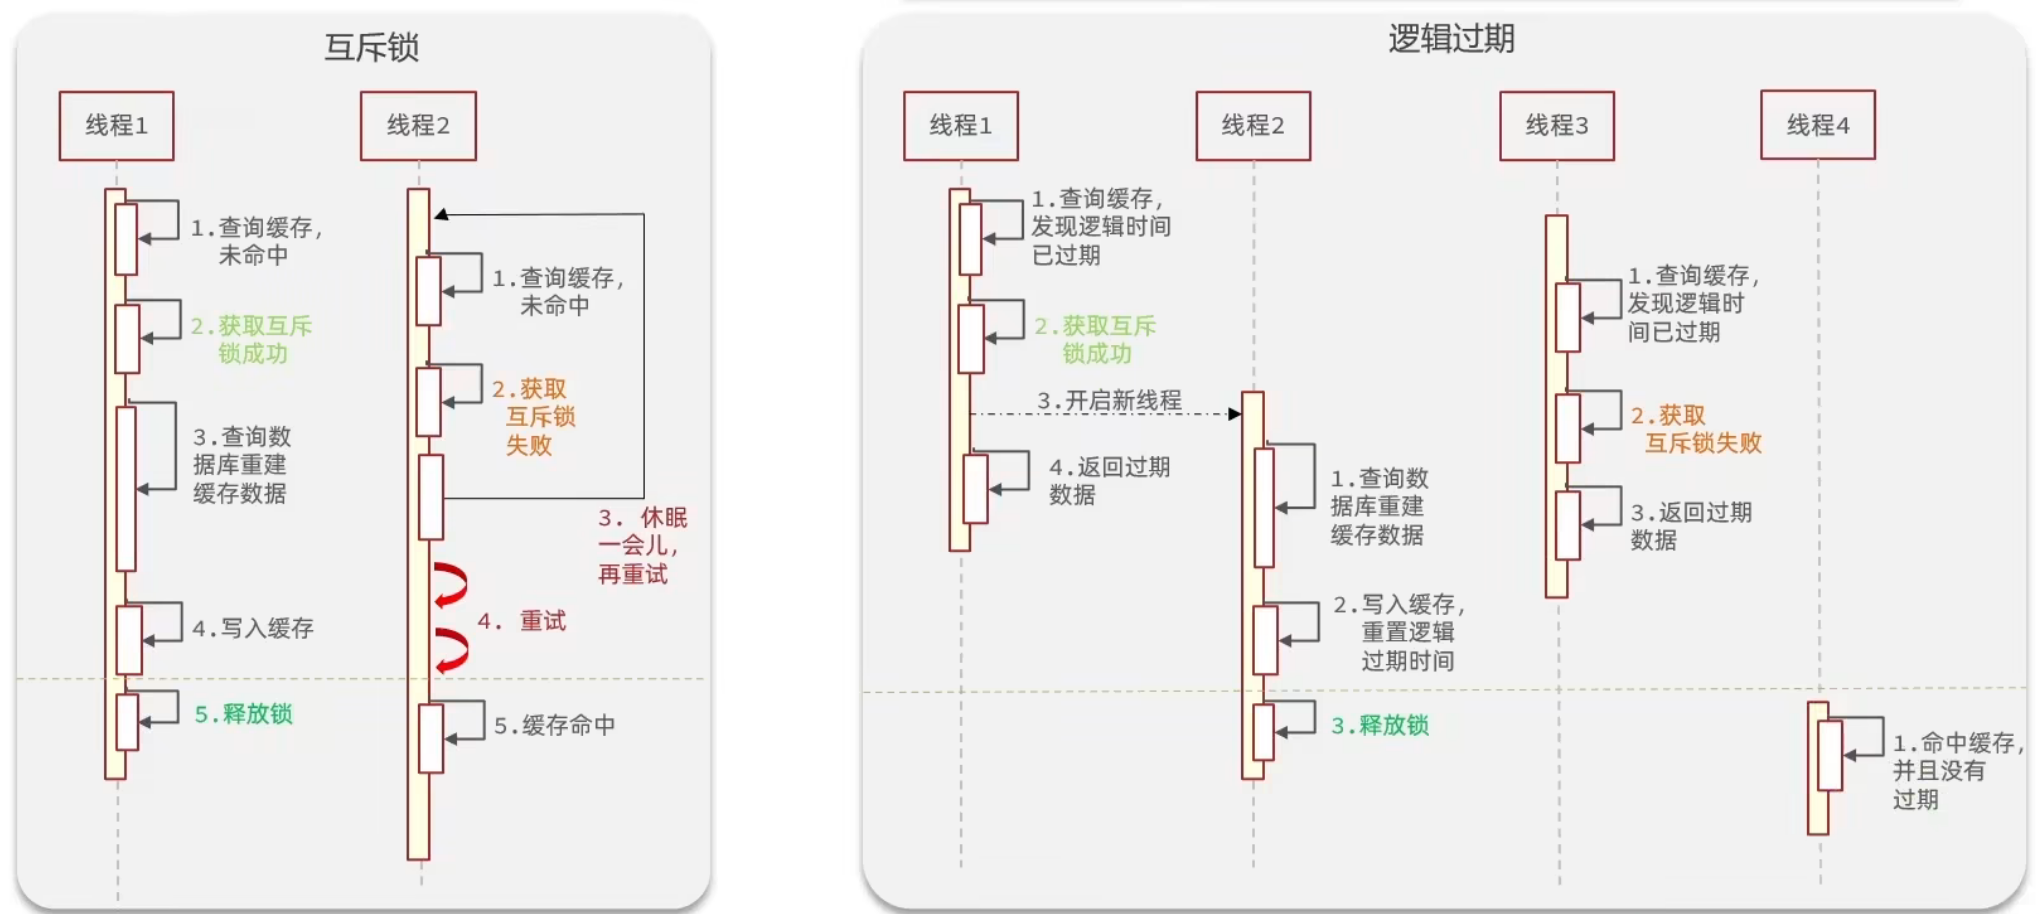 互斥锁
线程1
线程2
1.查询缓存,
未命中
2.获取互斥
锁成功
3.查询数
据库重建
缓存数据
4.写入缓存
5.释放锁
1.查询缓存,
未命中
2.获取
互斥锁
失败
3. 休眠
一会儿,
再重试
4. 重试
5.缓存命中
逻辑过期
线程1
线程2
线程3
线程4
1.查询缓存,
发现逻辑时间
已过期
2.获取互斥
锁成功
3.开启新线程
4.返回过期
数据
1.查询数
据库重建
缓存数据
2.写入缓存,
重置逻辑
过期时间
3.释放锁
1.查询缓存,
发现逻辑时
间已过期
2.获取
互斥锁失败
3.返回过期
数据
1.命中缓存,
并且没有
过期